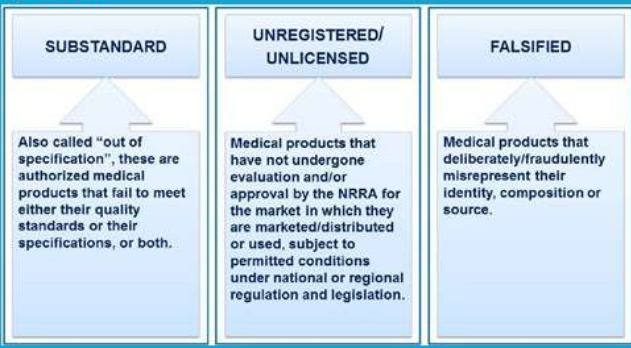 SUBSTANDARD
Also called “out of
specification”, these are
authorized medical
products that fail to meet
either their quality
standards or their
specifications, or both.
UNREGISTERED/
UNLICENSED
Medical products that
have not undergone
evaluation and/or
approval by the NRRA for
the market in which they
are marketed/distributed
or used, subject to
permitted conditions
under national or regional
regulation and legislation.
FALSIFIED
Medical products that
deliberately/fraudulently
misrepresent their
identity, composition or
source.